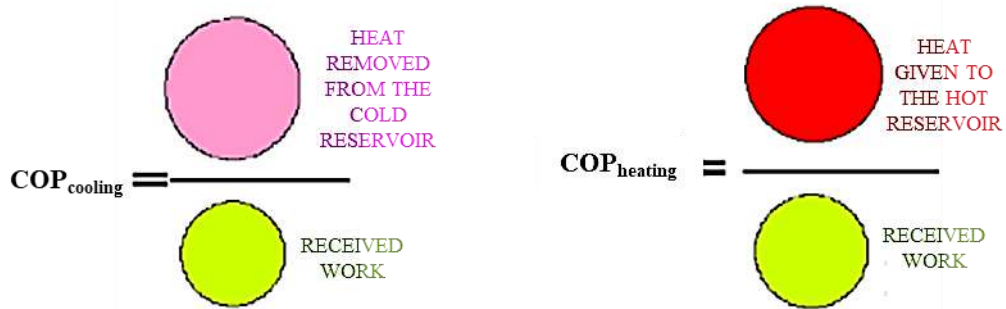 HEAT
REMOVED
FROM THE
COLD
RESERVOIR
COPcooling =
RECEIVED
WORK
HEAT
GIVEN TO
THE HOT
RESERVOIR
COPheating =
RECEIVED
WORK